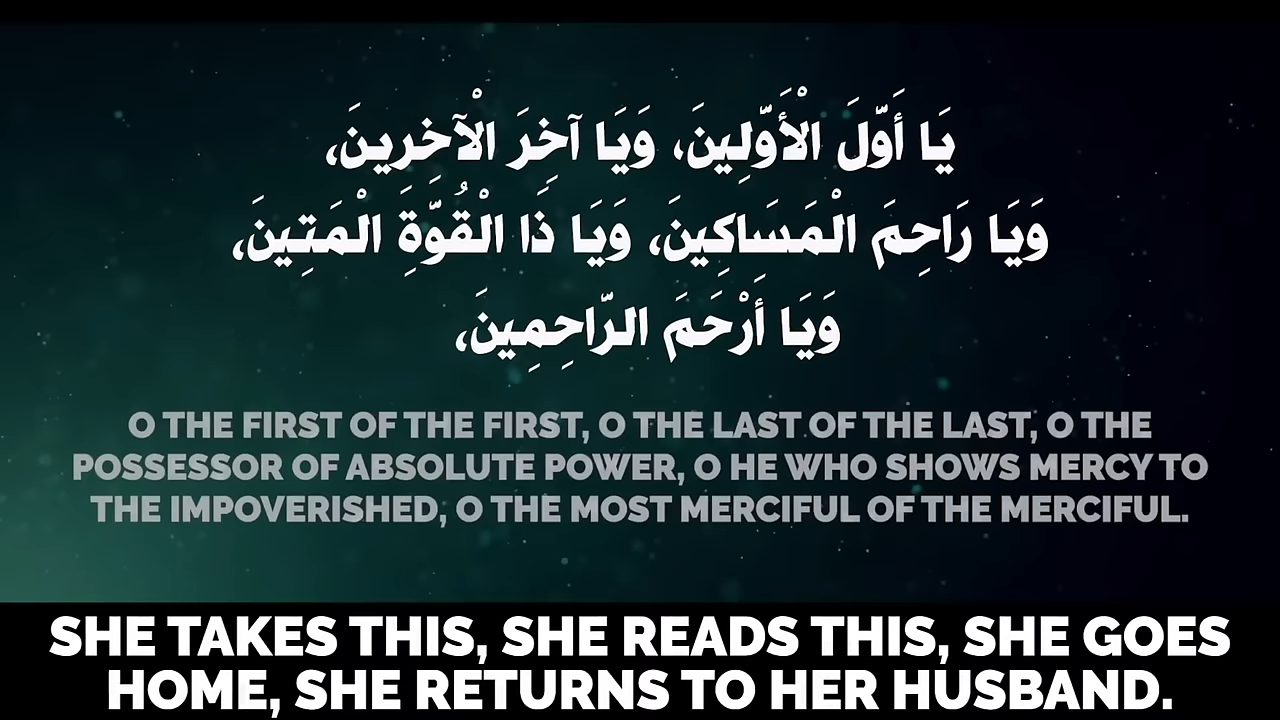 يَا أَوَّلَ الْأَوَّلِينَ، وَيَا آخِرَ الْآخِرِينَ،
وَيَا رَاحِمَ الْمَسَاكِينَ، وَيَا ذَا الْقُوَّةِ الْمَتِينَ،
وَيَا أَرْحَمَ الرَّاحِمِينَ،
O THE FIRST OF THE FIRST, O THE LAST OF THE LAST, O THE
POSSESSOR OF ABSOLUTE POWER, O HE WHO SHOWS MERCY TO
THE IMPOVERISHED, O THE MOST MERCIFUL OF THE MERCIFUL.
SHE TAKES THIS, SHE READS THIS, SHE GOES
HOME, SHE RETURNS TO HER HUSBAND.